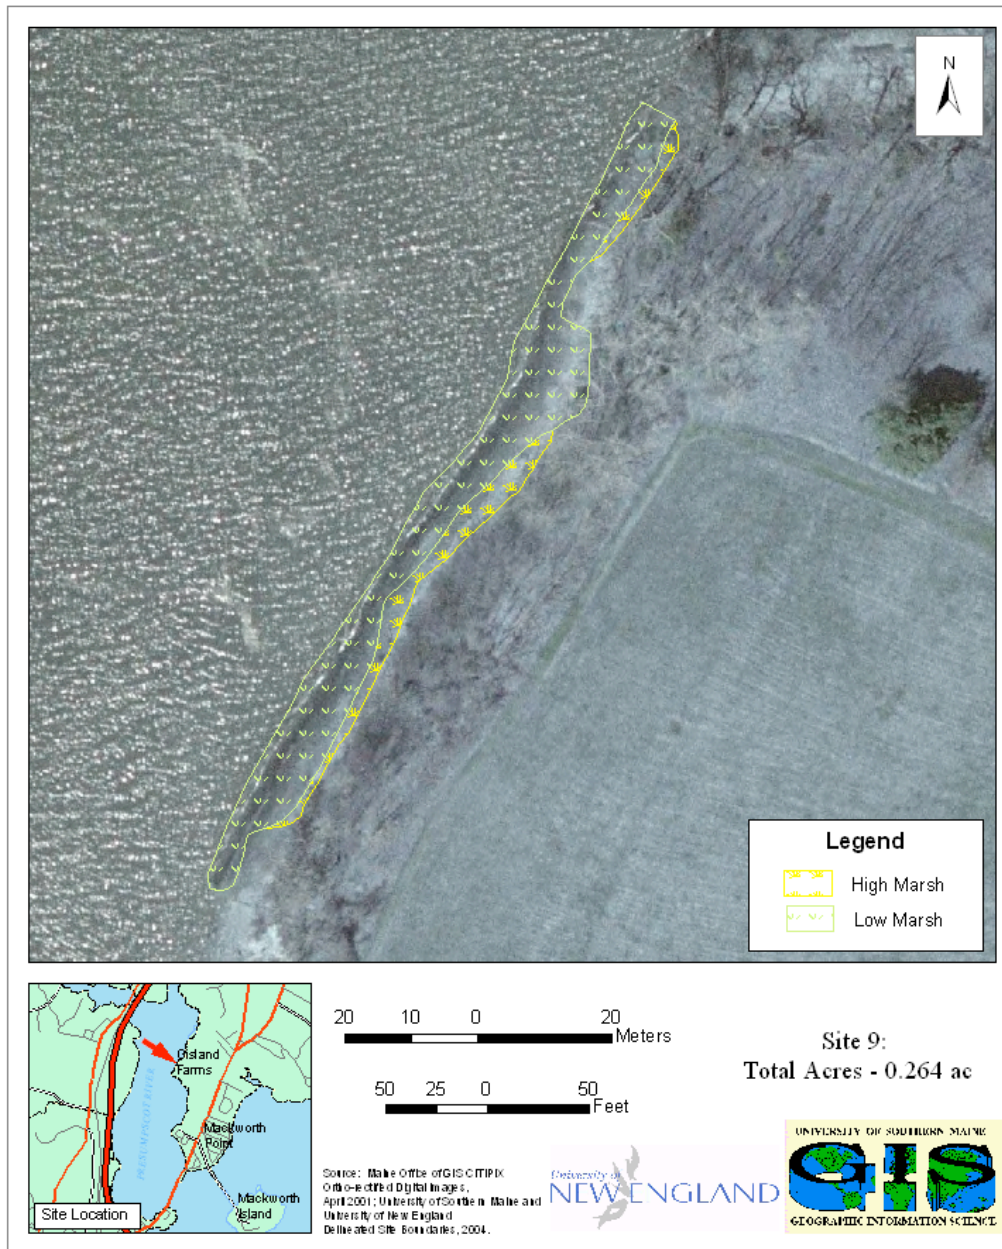 N
Legend
High Marsh
Low Marsh
Gisland
Farms
PRESUMPSCOT RIVER
Mackworth
Point
Mackworth
Island
Site Location
20 10 0 20
Meters
50 25 0 50
Feet
Site 9:
Total Acres - 0.264 ac
Source: Maine Office of GIS CITIPIX
Ortho-rectified Digital Images,
April 2001; University of Southern Maine and
University of New England
Delineated Site Boundaries, 2004.
University of
NEW ENGLAND
UNIVERSITY OF SOUTHERN MAINE
GIS
GEOGRAPHIC INFORMATION SCIENCE